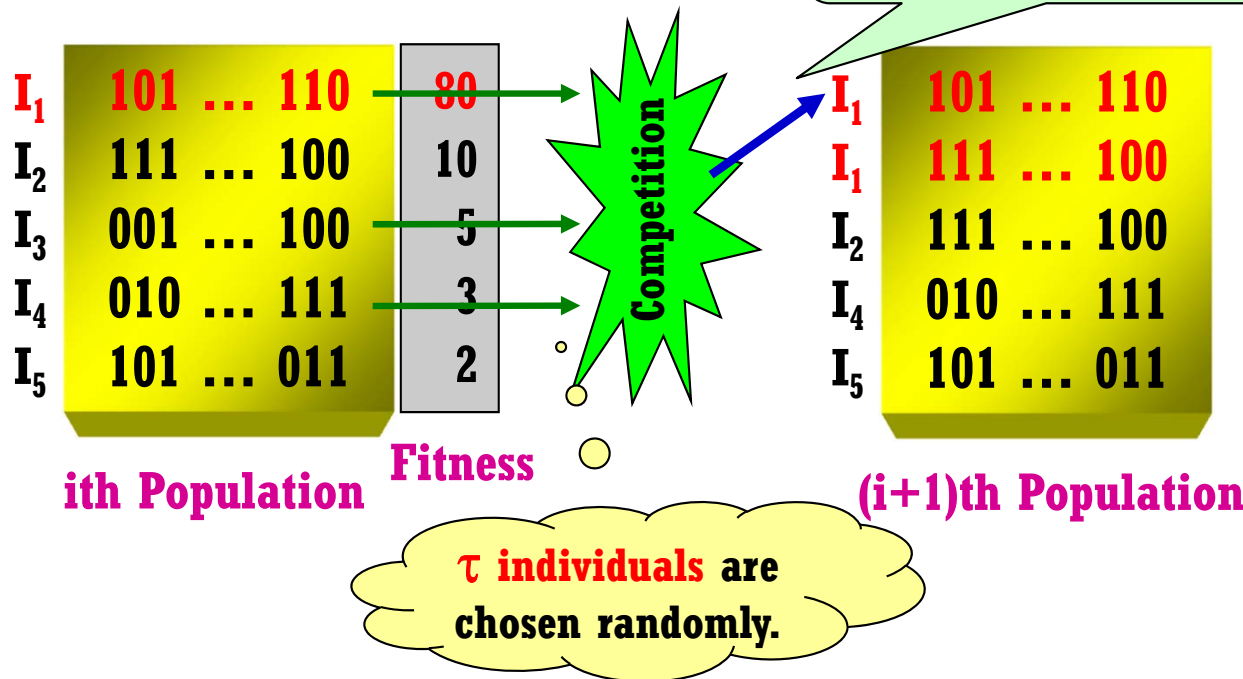 I1 101 ... 110 80
I2 111 ... 100 10
I3 001 ... 100 5
I4 010 ... 111 3
I5 101 ... 011 2
Fitness
ith Population
Competition
I1 101 ... 110
I1 111 ... 100
I2 111 ... 100
I4 010 ... 111
I5 101 ... 011
(i+1)th Population
τ individuals are
chosen randomly.